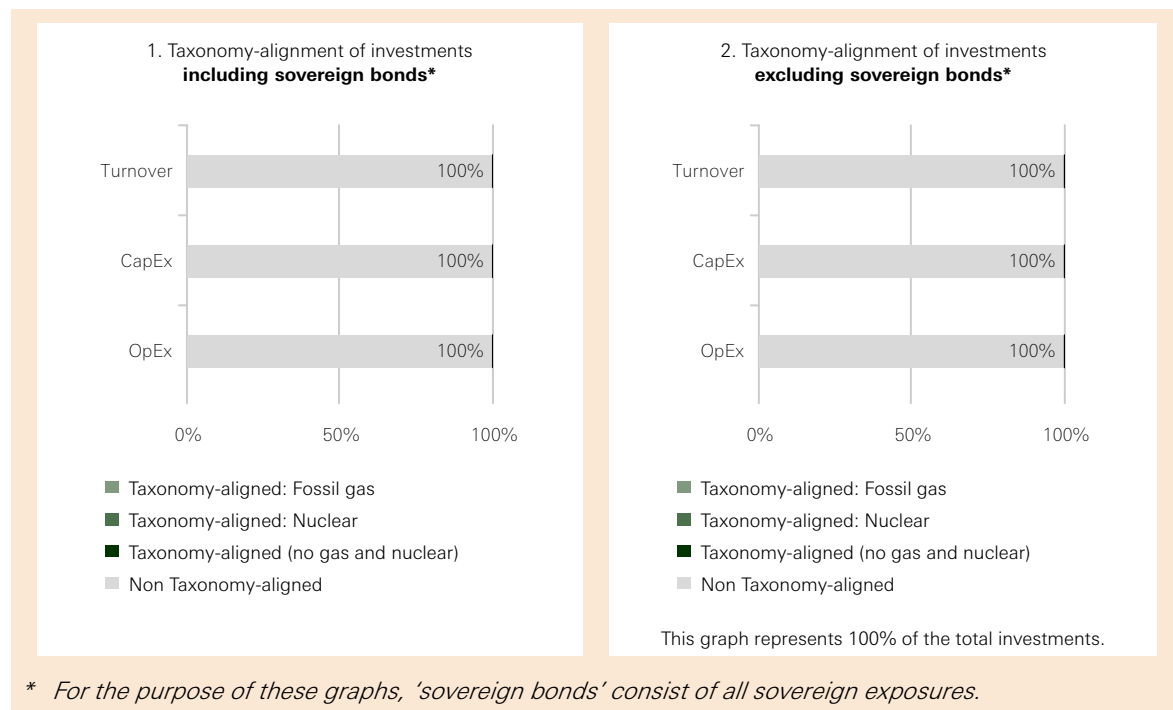 1. Taxonomy-alignment of investments
including sovereign bonds*
Turnover
100%
CapEx
100%
OpEx
100%
0%
50%
100%
Taxonomy-aligned: Fossil gas
Taxonomy-aligned: Nuclear
Taxonomy-aligned (no gas and nuclear)
Non Taxonomy-aligned
2. Taxonomy-alignment of investments
excluding sovereign bonds*
Turnover
100%
CapEx
100%
OpEx
100%
0%
50%
100%
Taxonomy-aligned: Fossil gas
Taxonomy-aligned: Nuclear
Taxonomy-aligned (no gas and nuclear)
Non Taxonomy-aligned
This graph represents 100% of the total investments.
* For the purpose of these graphs, ‘sovereign bonds’ consist of all sovereign exposures.